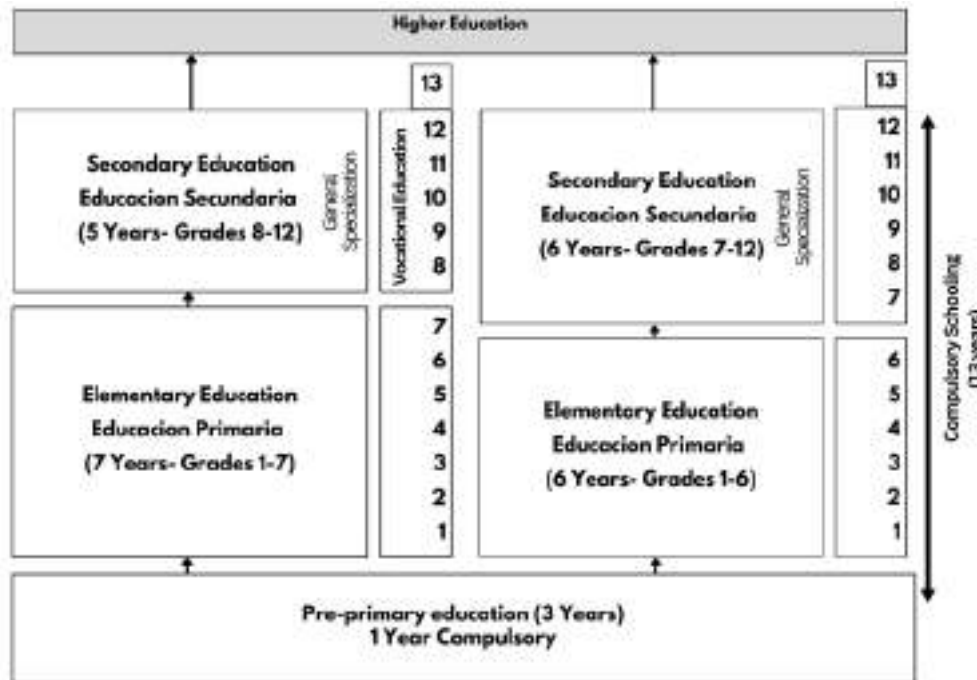 Higher Education
13
Secondary Education
Educacion Secundaria
(5 Years- Grades 8-12)
General
Specialization
Vocational Education
12
11
10
9
8
Elementary Education
Educacion Primaria
(7 Years- Grades 1-7)
7
6
5
4
3
2
1
13
Secondary Education
Educacion Secundaria
(6 Years- Grades 7-12)
General
Specialization
12
11
10
9
8
7
Elementary Education
Educacion Primaria
(6 Years- Grades 1-6)
6
5
4
3
2
1
Compulsory Schooling
(13 years)
Pre-primary education (3 Years)
1 Year Compulsory